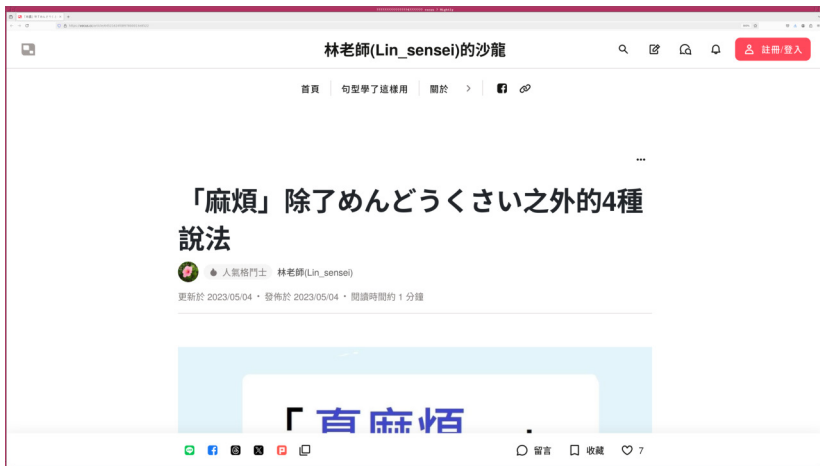 林老師(Lin_sensei)的沙龍
註冊/登入
首頁 句型學了這樣用 關於
「麻煩」除了めんどうくさい之外的4種
說法
人氣格鬥士 林老師(Lin_sensei)
更新於 2023/05/04・發佈於 2023/05/04・閱讀時間約 1 分鐘
「真麻煩
留言 收藏 7